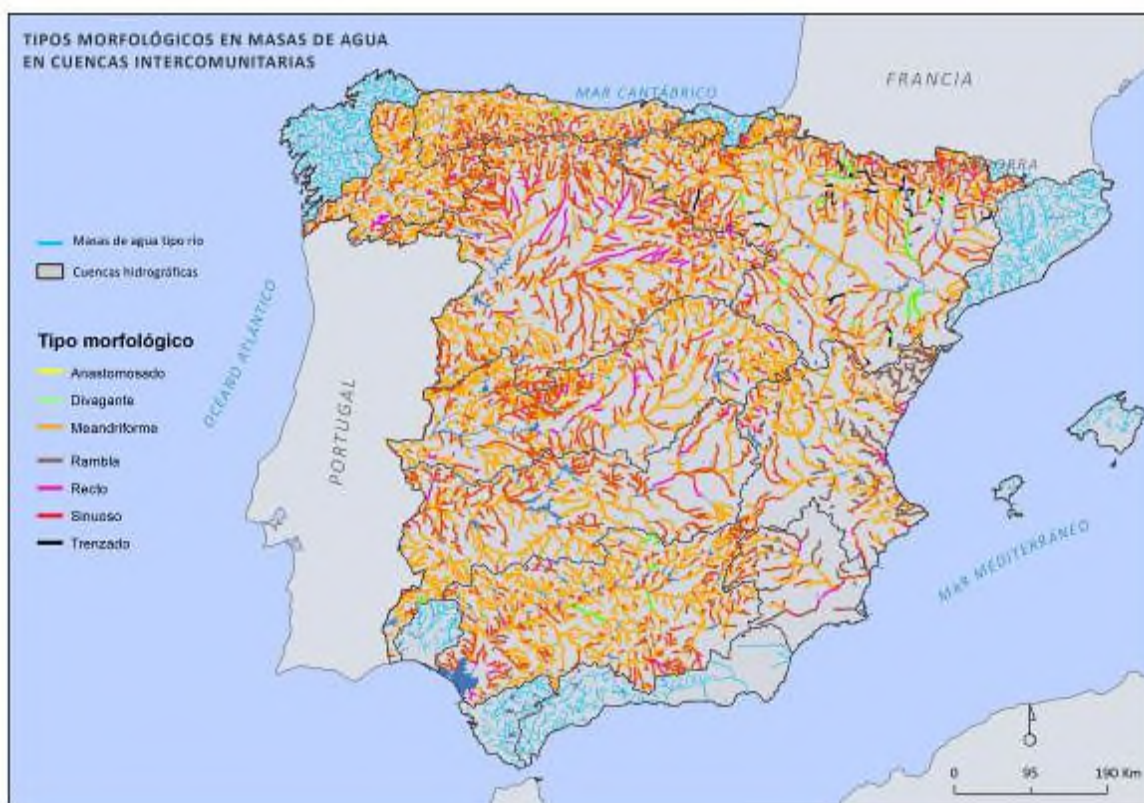 TIPOS MORFOLÓGICOS EN MASAS DE AGUA
EN CUENCAS INTERCOMUNITARIAS
FRANCIA
MAR CANTÁBRICO
Masas de agua tipo río
Cuencas hidrográficas
OCÉANO ATLÁNTICO
Tipo morfológico
Anastomosado
Divagante
Meandriforme
Rambla
Recto
Sinuoso
Trenzado
PORTUGAL
MAR MEDITERRÁNEO
0 95 190 Km